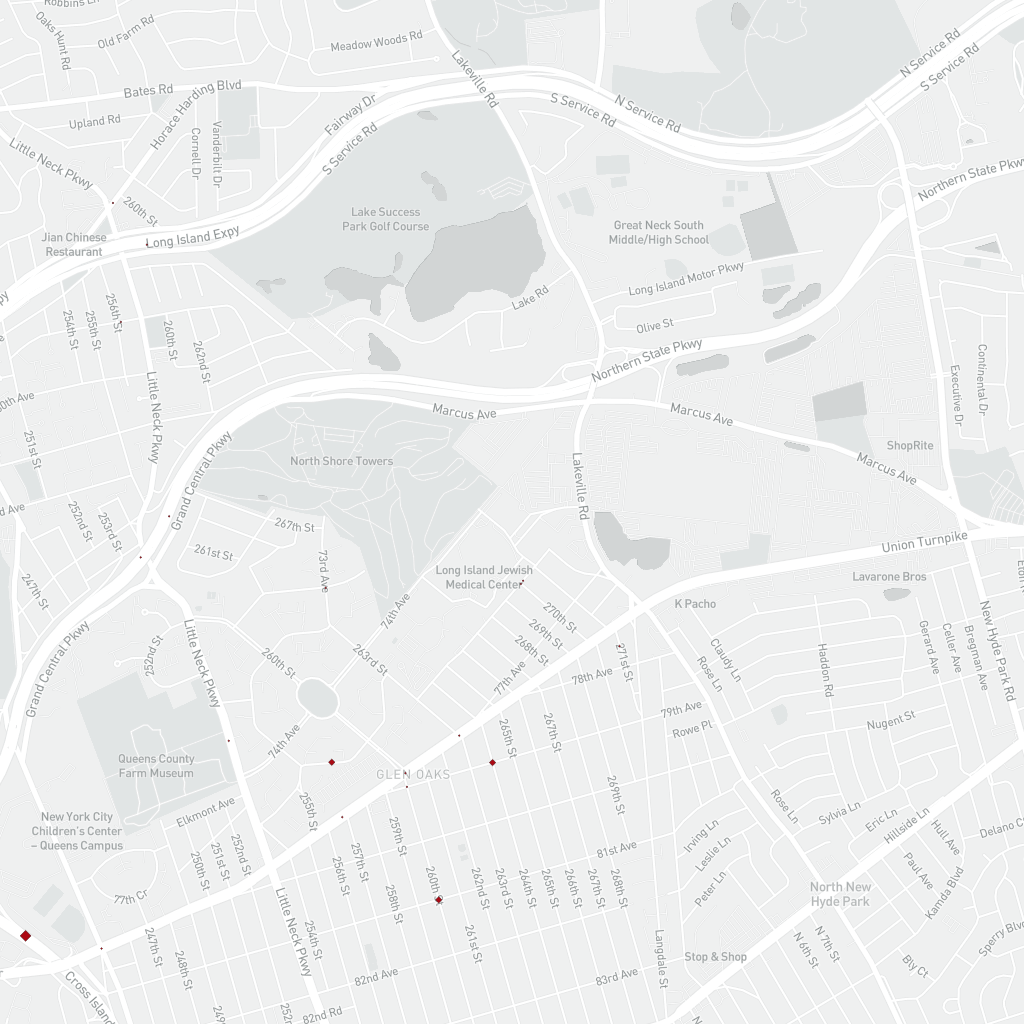 Robbins Ln
Oaks Hunt Rd
Old Farm Rd
Meadow Woods Rd
Lakeville Rd
N Service Rd
S Service Rd
Bates Rd
Horace Harding Blvd
Fairway Dr
S Service Rd
S Service Rd
N Service Rd
Upland Rd
Cornell Dr
Vanderbilt Dr
Little Neck Pkwy
260th St
Long Island Expy
Jian Chinese
Restaurant
Lake Success
Park Golf Course
Great Neck South
Middle/High School
Northern State Pkwy
Long Island Motor Pkwy
Lake Rd
Olive St
Northern State Pkwy
254th St
255th St
256th St
260th St
262nd St
Little Neck Pkwy
Marcus Ave
Marcus Ave
Executive Dr
Continental Dr
251st St
Grand Central Pkwy
North Shore Towers
Lakeville Rd
ShopRite
Marcus Ave
252nd St
253rd St
267th St
261st St
73rd Ave
Union Turnpike
247th St
Long Island Jewish
Medical Center
74th Ave
Lavarone Bros
K Pacho
Grand Central Pkwy
252nd St
Little Neck Pkwy
260th St
263rd St
270th St
269th St
268th St
77th Ave
271st St
78th Ave
Claudy Ln
Rose Ln
Haddon Rd
Gerard Ave
Celler Ave
Bregman Ave
New Hyde Park Rd
74th Ave
265th St
267th St
79th Ave
Rowe Pl
Nugent St
Queens County
Farm Museum
GLEN OAKS
269th St
Elkmont Ave
255th St
259th St
Rose Ln
Sylvia Ln
Eric Ln
Hillside Ln
Hull Ave
Delano C
New York City
Children's Center
– Queens Campus
250th St
251st St
252nd St
256th St
257th St
258th St
260th St
261st St
262nd St
263rd St
264th St
265th St
266th St
267th St
268th St
81st Ave
Irving Ln
Leslie Ln
Peter Ln
Paul Ave
Kamda Blvd
77th Cr
North New
Hyde Park
247th St
248th St
Little Neck Pkwy
254th St
82nd Ave
83rd Ave
Langdale St
Stop & Shop
N 6th St
N 7th St
Bly Ct
Sperry Blv
Cross Island
82nd Rd